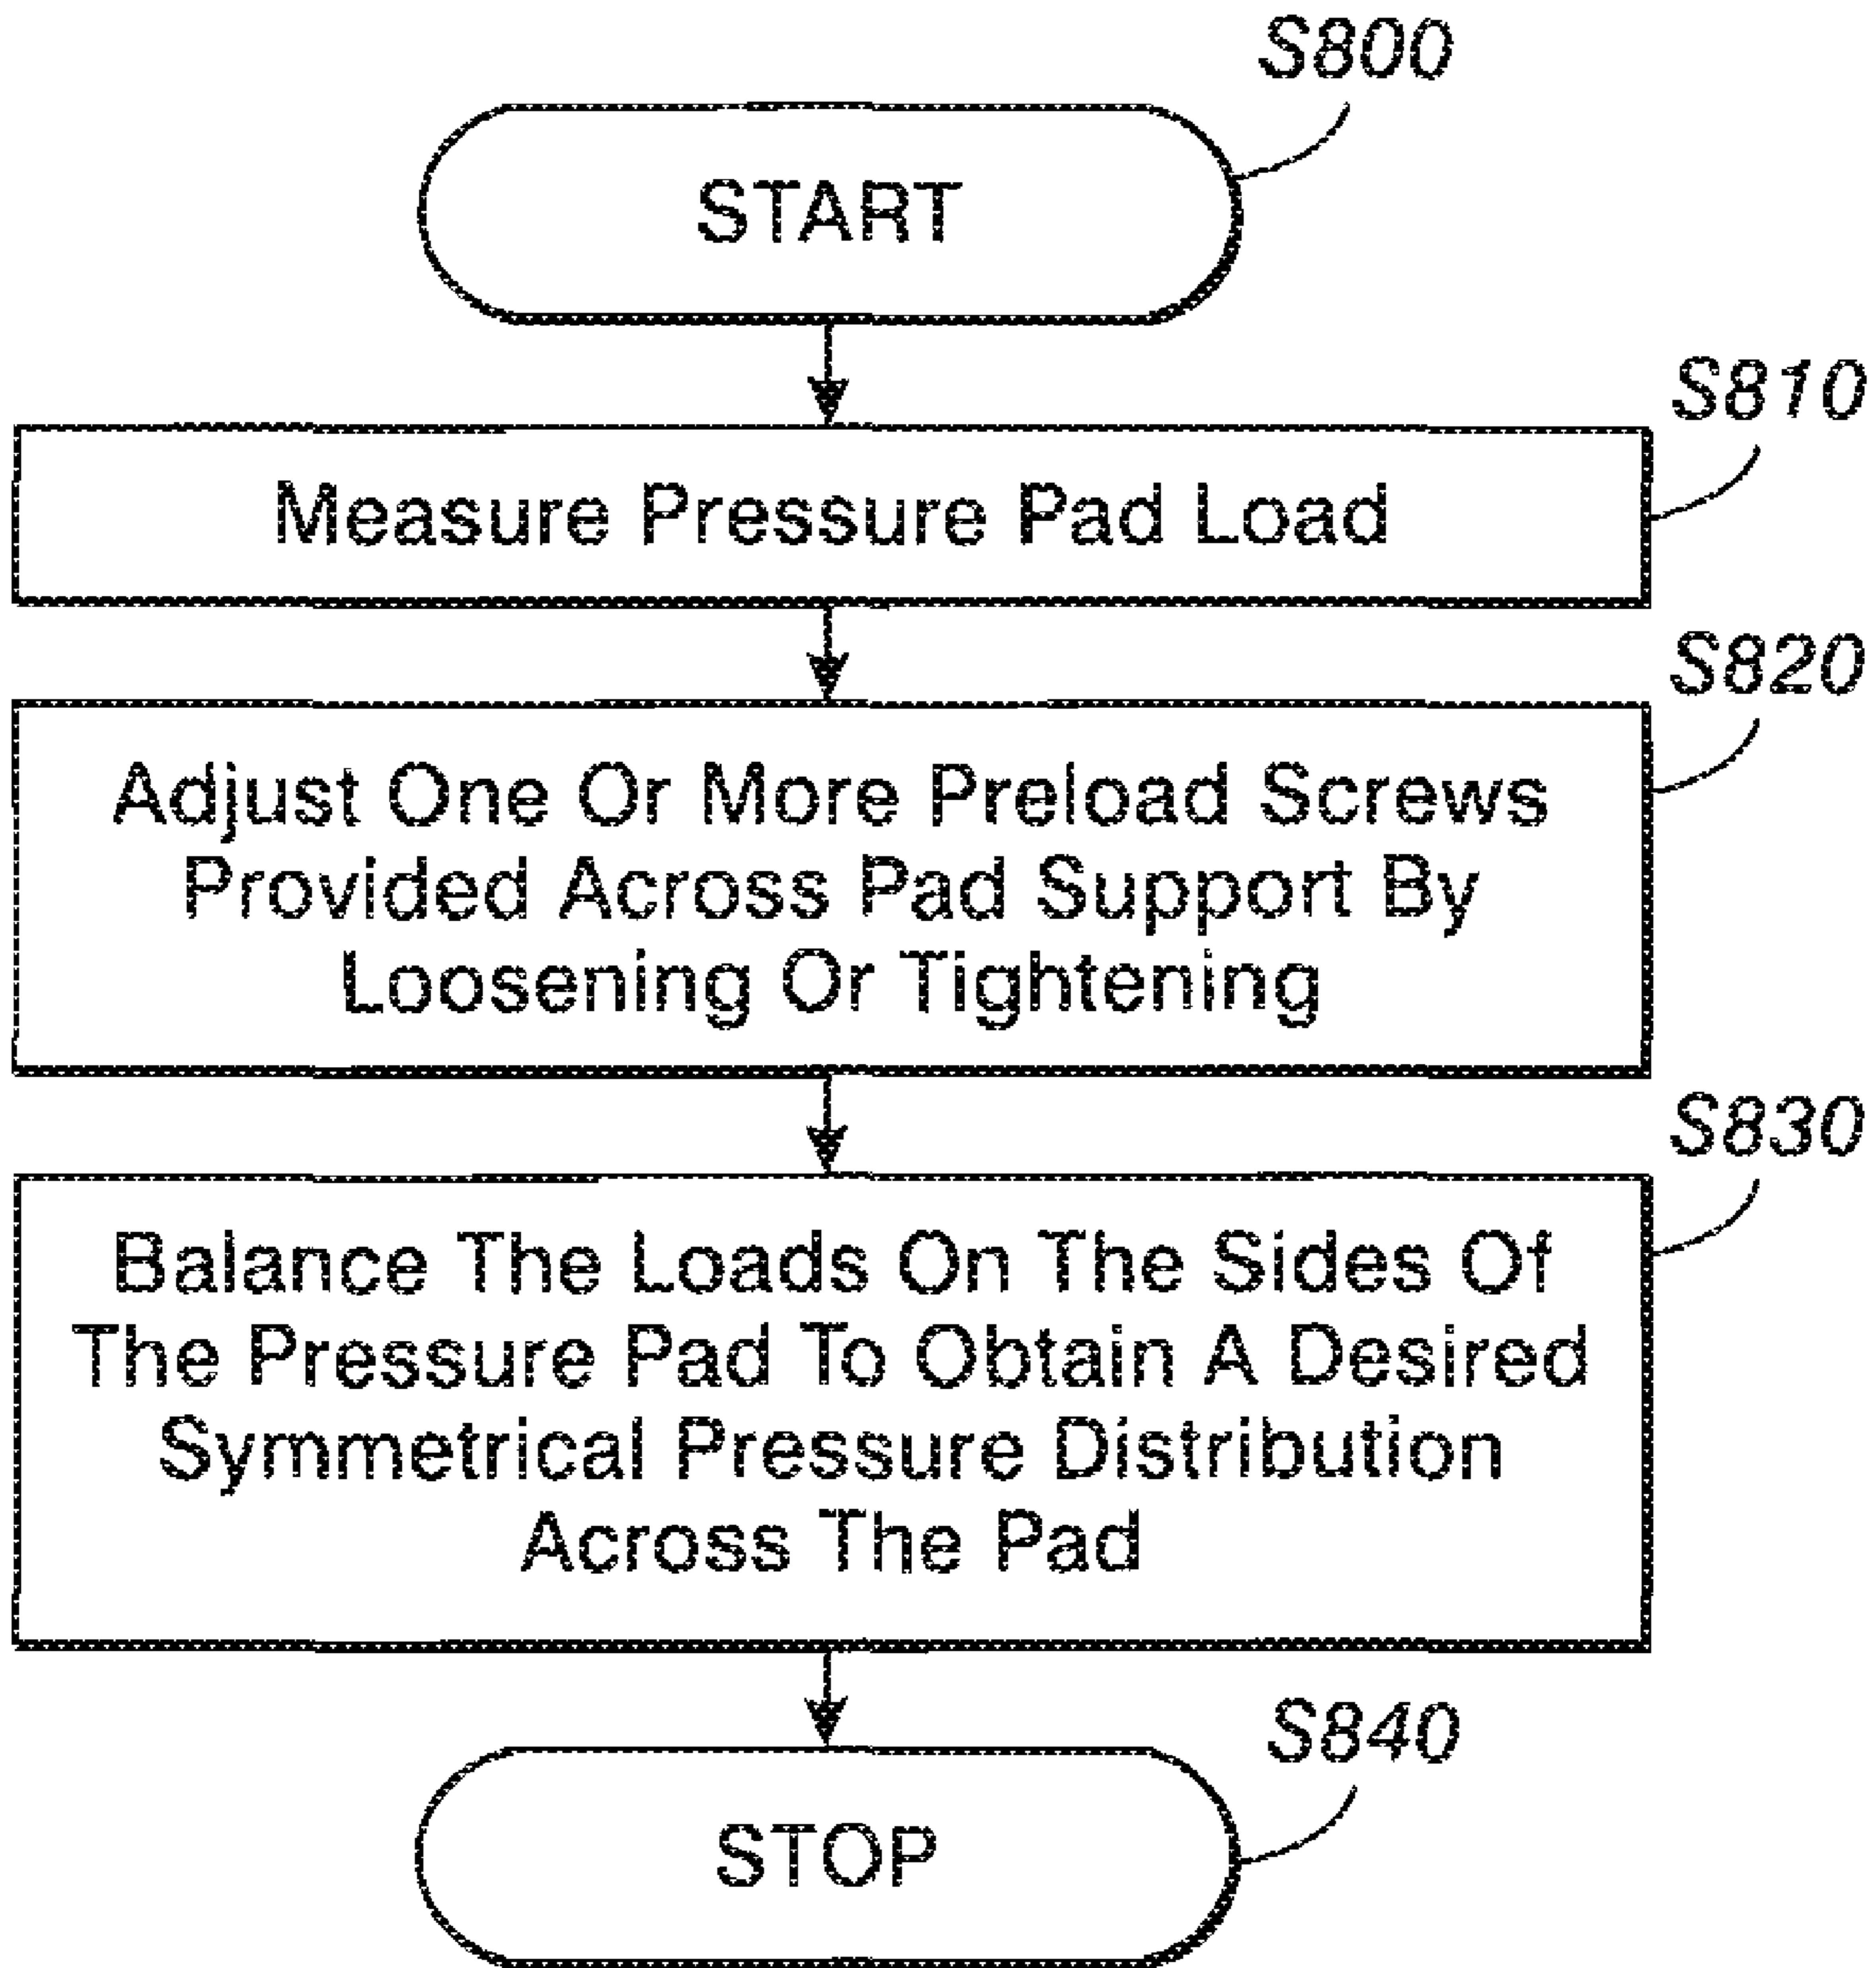 S800
START
S810
Measure Pressure Pad Load
S820
Adjust One Or More Preload Screws
Provided Across Pad Support By
Loosening Or Tightening
S830
Balance The Loads On The Sides Of
The Pressure Pad To Obtain A Desired
Symmetrical Pressure Distribution
Across The Pad
S840
STOP